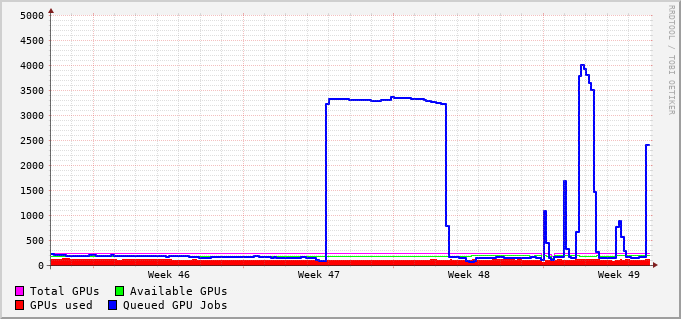 5000
4500
4000
3500
3000
2500
2000
1500
1000
500
0
Week 46 Week 47 Week 48 Week 49
Total GPUs Available GPUs
GPUs used Queued GPU Jobs
RRDTOOL / TOBI OETIKER